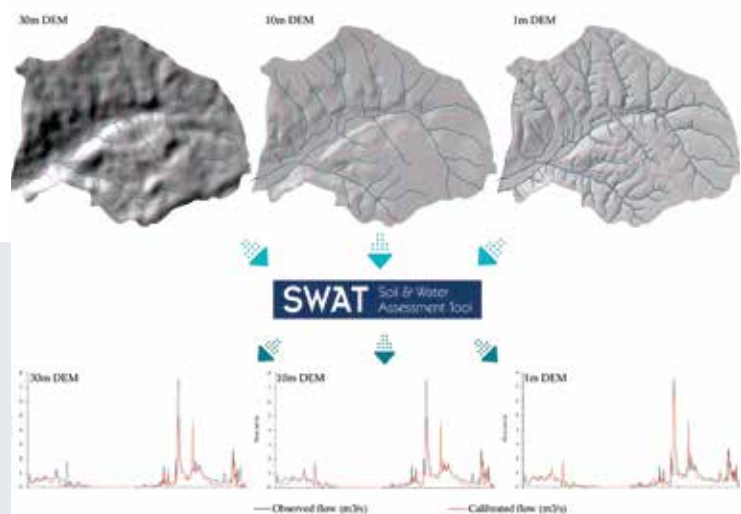 30m DEM
10m DEM
1m DEM
SWAT Soil & Water
Assessment Tool
30m DEM
10m DEM
1m DEM
Observed flow (m3/s)
Calibrated flow (m3/s)